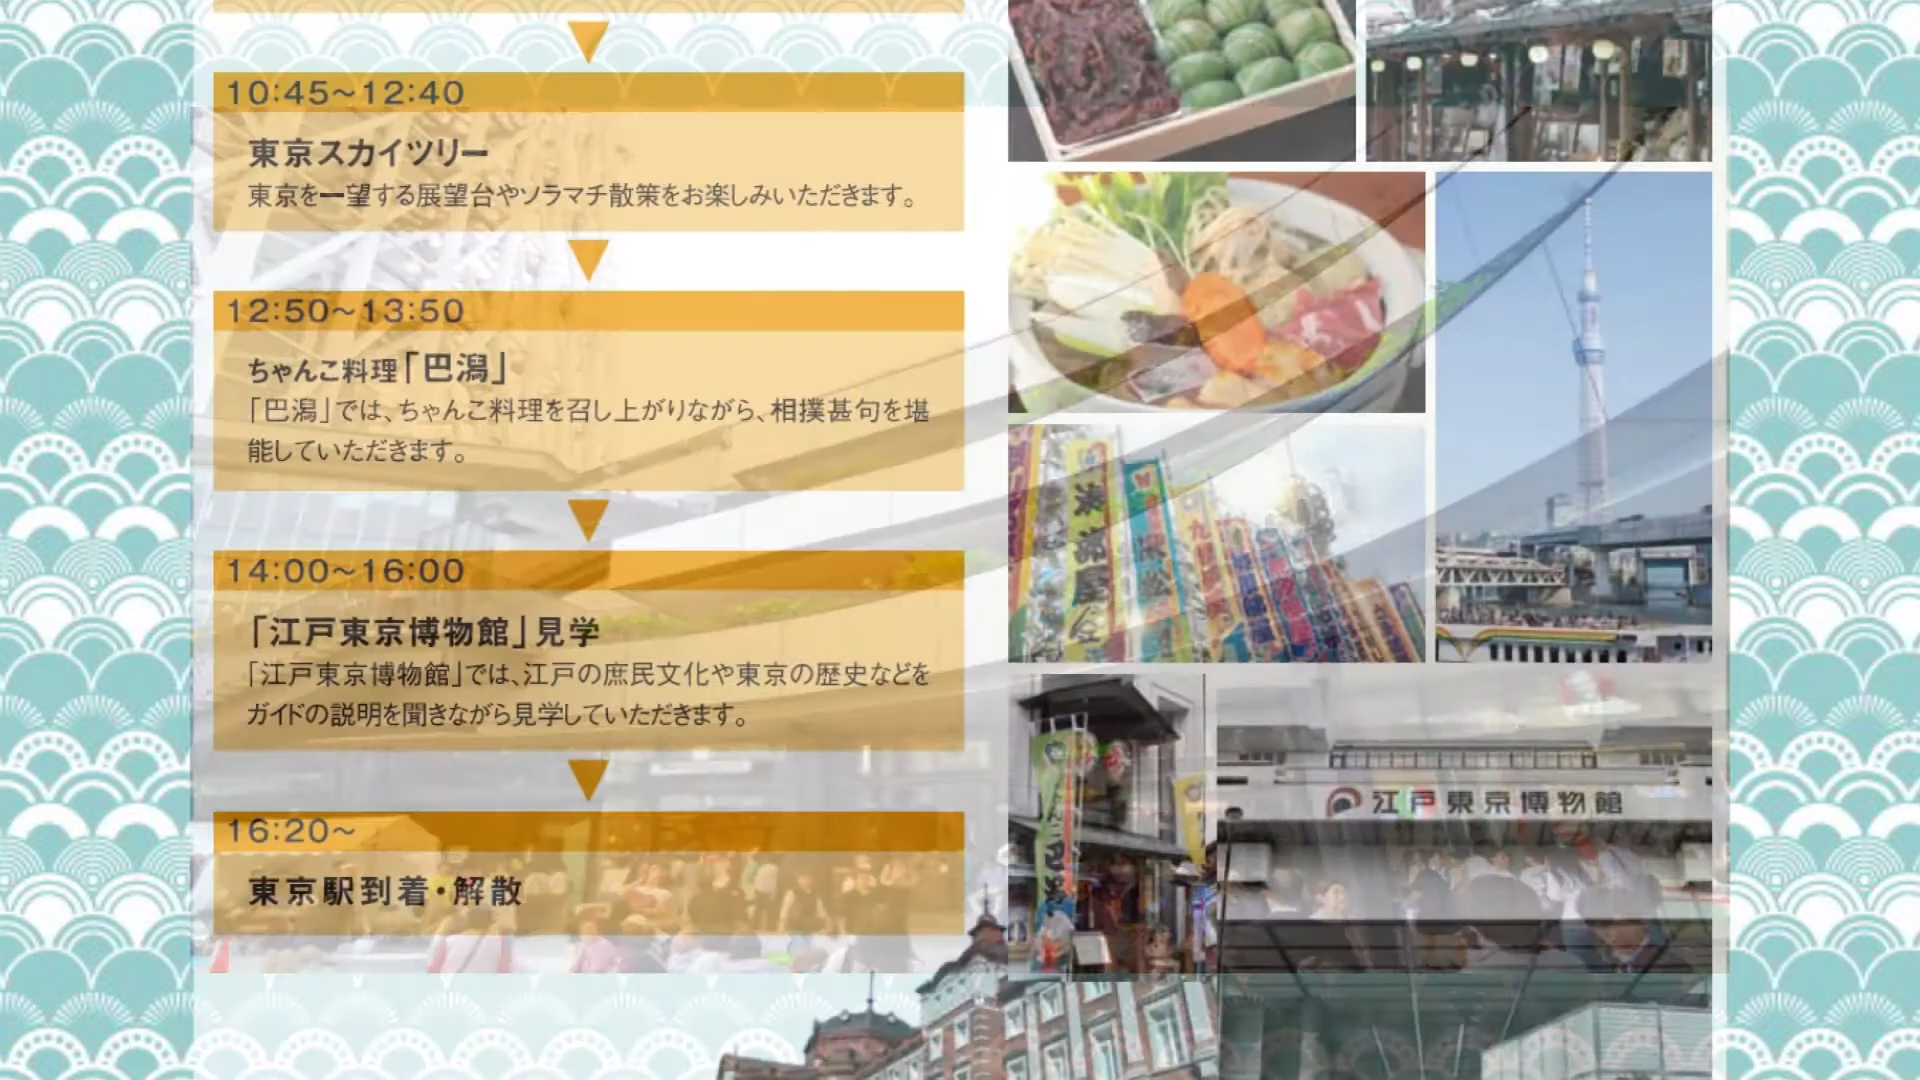 10:45〜12:40
東京スカイツリー
東京を一望する展望台やソラマチ散策をお楽しみいただきます。
12:50〜13:50
ちゃんこ料理「巴潟」
「巴潟」では、ちゃんこ料理を召し上がりながら、相撲甚句を堪
能していただきます。
14:00〜16:00
「江戸東京博物館」見学
「江戸東京博物館」では、江戸の庶民文化や東京の歴史などを
ガイドの説明を聞きながら見学していただきます。
16:20〜
東京駅到着・解散
江戸東京博物館